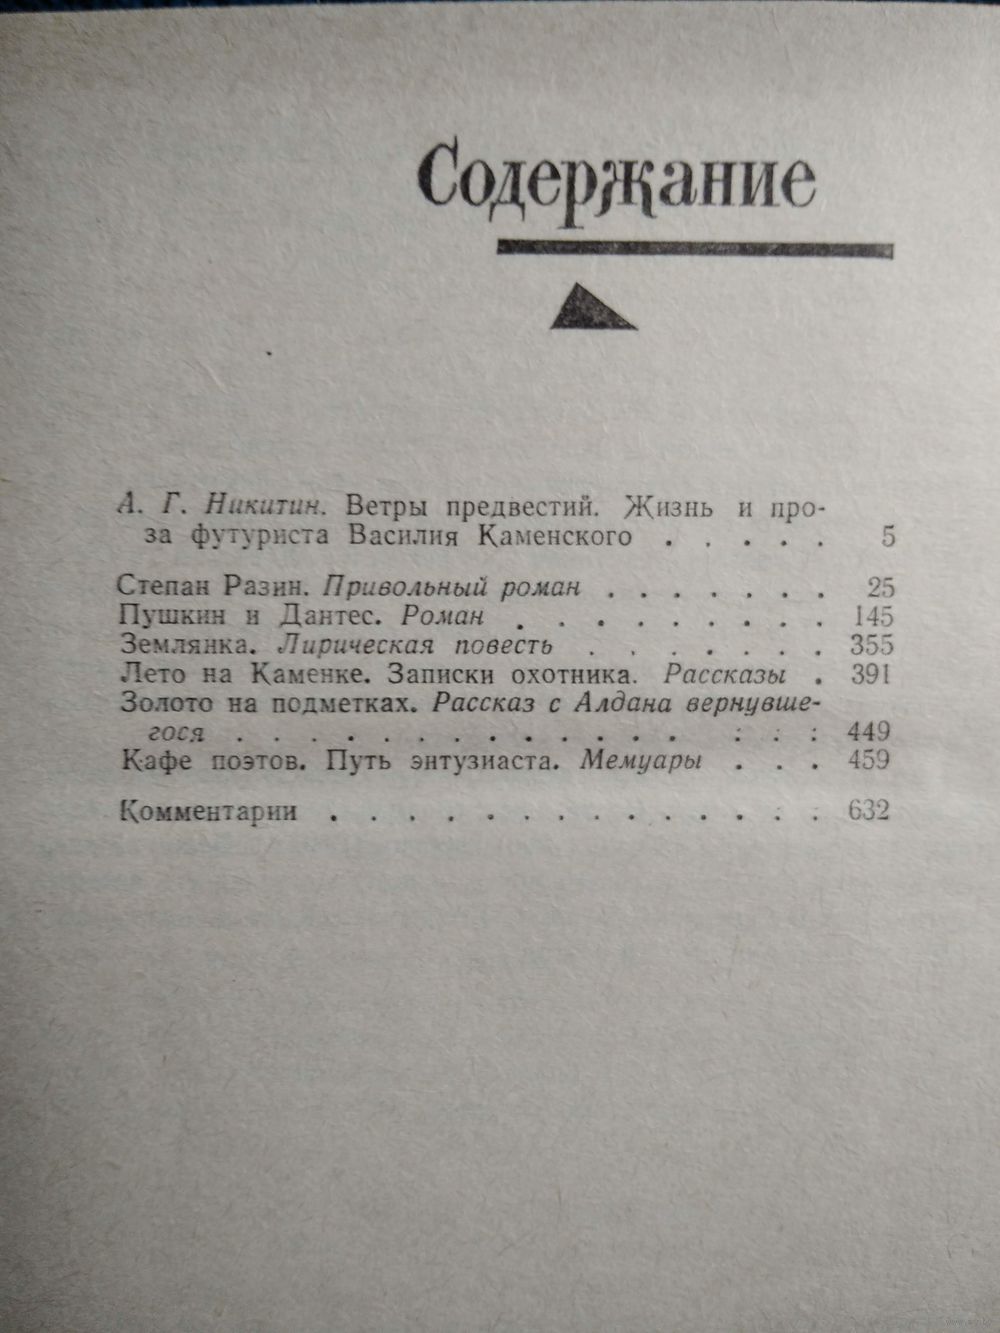 Содержание
А. Г. Никитин. Ветры предвестий. Жизнь и про-
за футуриста Василия Каменского . . . . . 5
Степан Разин. Привольный роман . . . . . . . 25
Пушкин и Дантес. Роман . . . . . . . . . 145
Землянка. Лирическая повесть . . . . . . . 355
Лето на Каменке. Записки охотника. Рассказы . 391
Золото на подметках. Рассказ с Алдана вернувше-
гося . . . . . . . . . . . . . : : : 449
Кафе поэтов. Путь энтузиаста. Мемуары . . . 459
Комментарии . . . . . . . . . . . . : . 632